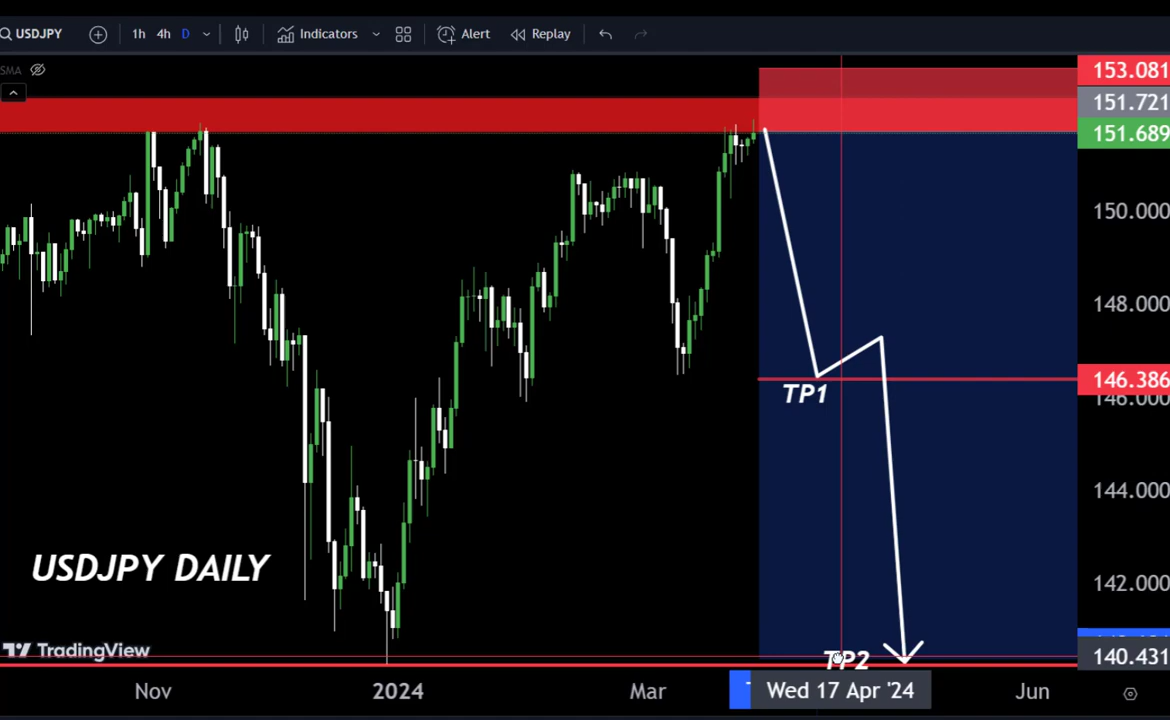 USDJPY 1h 4h D Indicators Alert Replay
SMA
153.081
151.721
151.689
150.000
148.000
146.386
TP1
146.000
144.000
USDJPY DAILY
142.000
TradingView
TP2
140.431
Nov 2024 Mar Wed 17 Apr '24 Jun